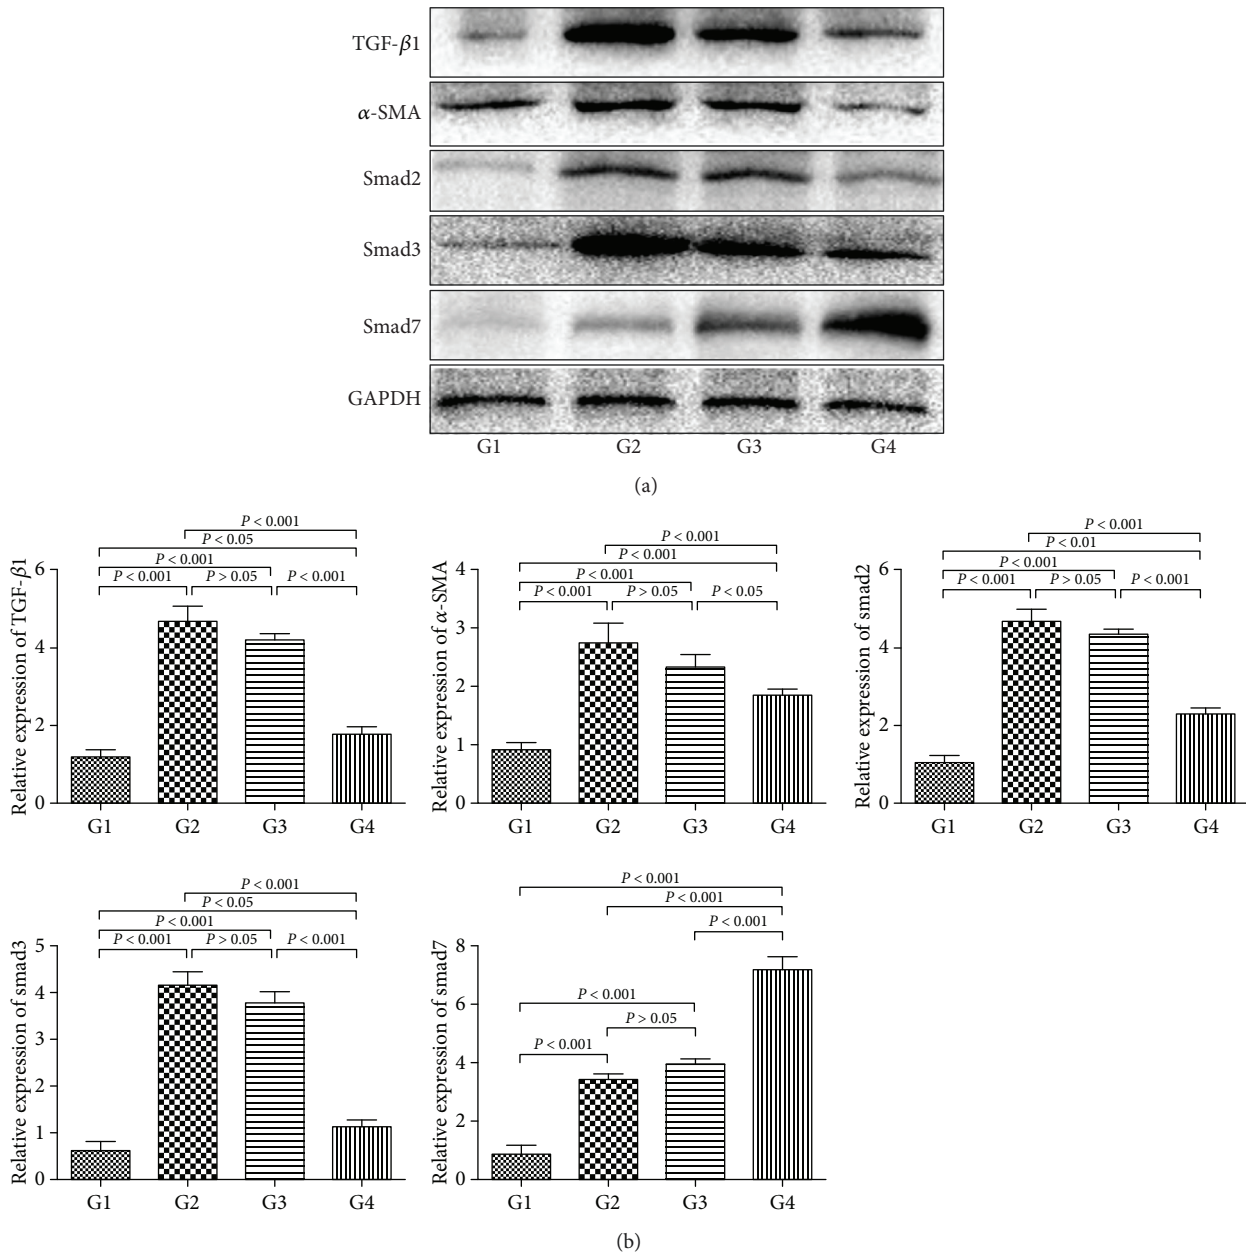 TGF-β1
α-SMA
Smad2
Smad3
Smad7
GAPDH
G1 G2 G3 G4
(a)
P < 0.001
P < 0.05
P < 0.001
P < 0.001 P > 0.05 P < 0.001
Relative expression of TGF-β1
6
4
2
0
G1 G2 G3 G4
P < 0.001
P < 0.001
P < 0.001
P < 0.001 P > 0.05 P < 0.05
Relative expression of α-SMA
4
3
2
1
0
G1 G2 G3 G4
P < 0.001
P < 0.01
P < 0.001
P < 0.001 P > 0.05 P < 0.001
Relative expression of smad2
6
4
2
0
G1 G2 G3 G4
P < 0.001
P < 0.05
P < 0.001
P < 0.001 P > 0.05 P < 0.001
Relative expression of smad3
5
4
3
2
1
0
G1 G2 G3 G4
P < 0.001
P < 0.001
P < 0.001
P < 0.001
P > 0.05
P < 0.001
Relative expression of smad7
8
6
4
2
0
G1 G2 G3 G4
(b)